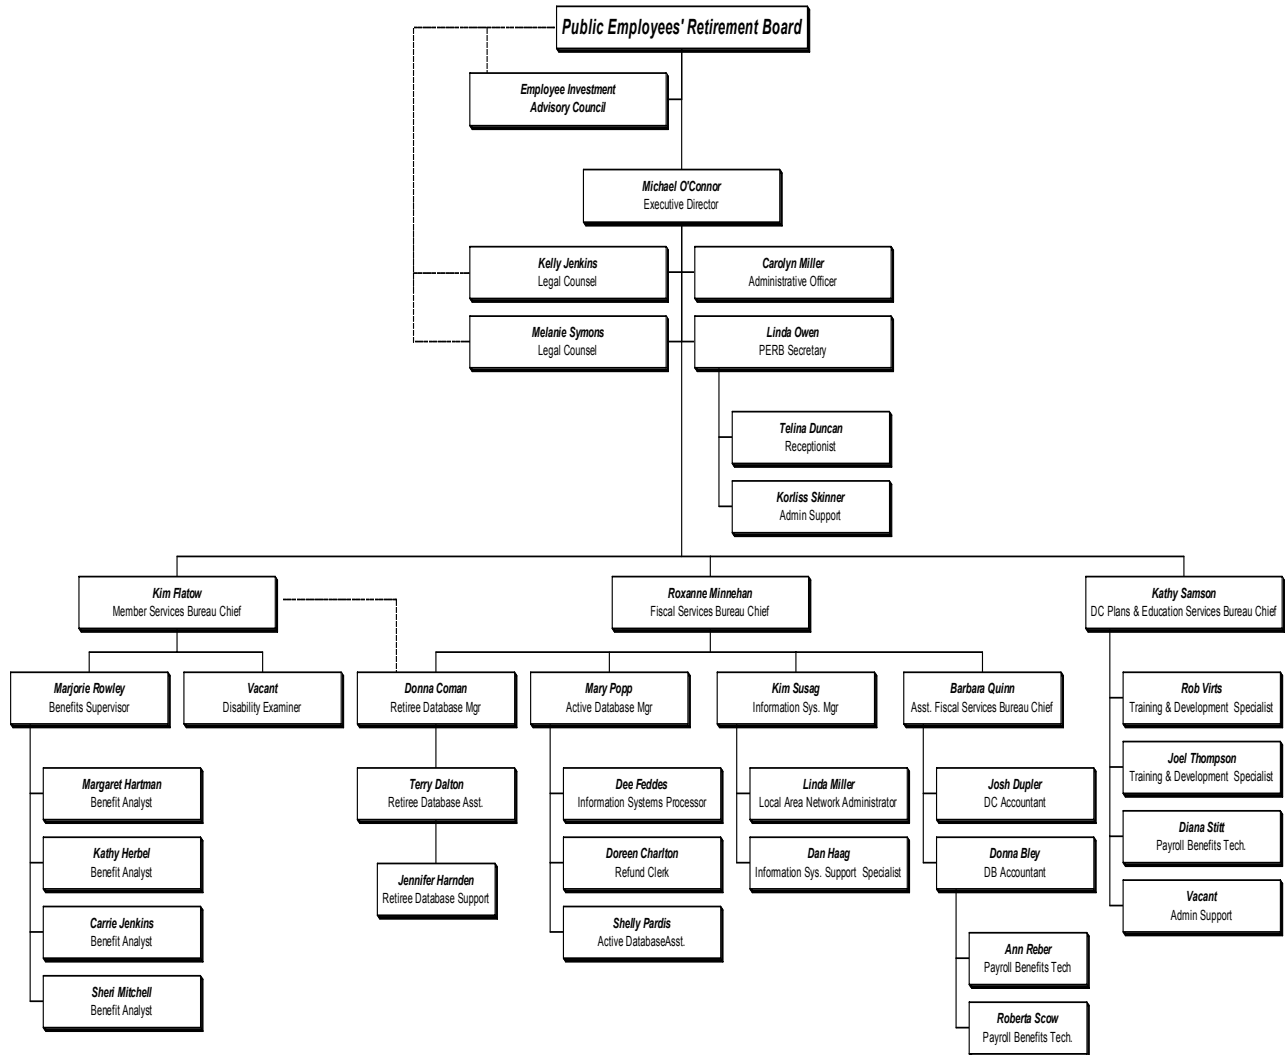 Public Employees' Retirement Board
Employee Investment
Advisory Council
Michael O'Connor
Executive Director
Kelly Jenkins
Legal Counsel
Carolyn Miller
Administrative Officer
Melanie Symons
Legal Counsel
Linda Owen
PERB Secretary
Telina Duncan
Receptionist
Korliss Skinner
Admin Support
Kim Flatow
Member Services Bureau Chief
Roxanne Minnehan
Fiscal Services Bureau Chief
Kathy Samson
DC Plans & Education Services Bureau Chief
Marjorie Rowley
Benefits Supervisor
Vacant
Disability Examiner
Donna Coman
Retiree Database Mgr
Mary Popp
Active Database Mgr
Kim Susag
Information Sys. Mgr
Barbara Quinn
Asst. Fiscal Services Bureau Chief
Rob Virts
Training & Development Specialist
Margaret Hartman
Benefit Analyst
Terry Dalton
Retiree Database Asst.
Dee Feddes
Information Systems Processor
Linda Miller
Local Area Network Administrator
Josh Dupler
DC Accountant
Joel Thompson
Training & Development Specialist
Kathy Herbel
Benefit Analyst
Jennifer Harnden
Retiree Database Support
Doreen Charlton
Refund Clerk
Dan Haag
Information Sys. Support Specialist
Donna Bley
DB Accountant
Diana Stitt
Payroll Benefits Tech.
Carrie Jenkins
Benefit Analyst
Shelly Pardis
Active DatabaseAsst.
Vacant
Admin Support
Ann Reber
Payroll Benefits Tech
Sheri Mitchell
Benefit Analyst
Roberta Scow
Payroll Benefits Tech.